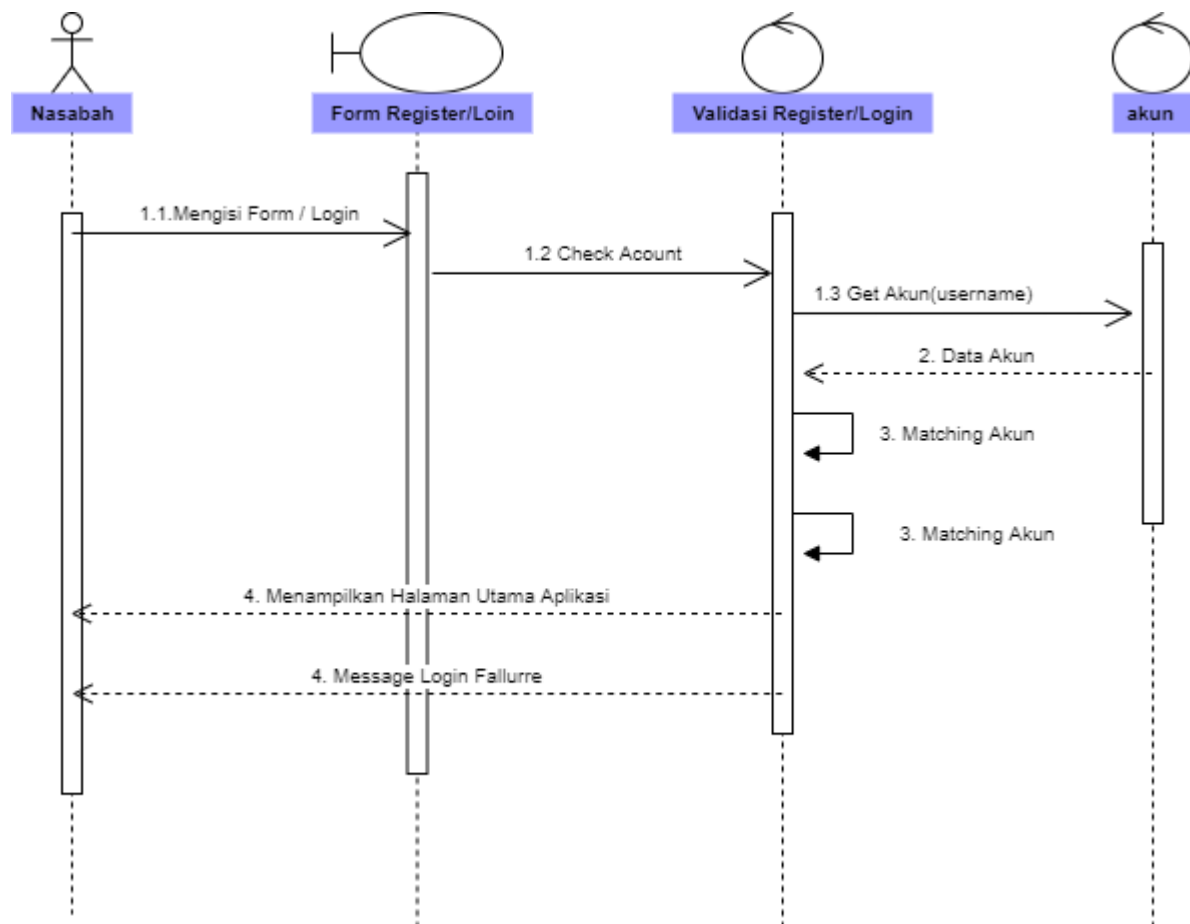 Nasabah
Form Register/Loin
Validasi Register/Login
akun
1.1.Mengisi Form / Login
1.2 Check Acount
1.3 Get Akun(username)
2. Data Akun
3. Matching Akun
3. Matching Akun
4. Menampilkan Halaman Utama Aplikasi
4. Message Login Fallurre